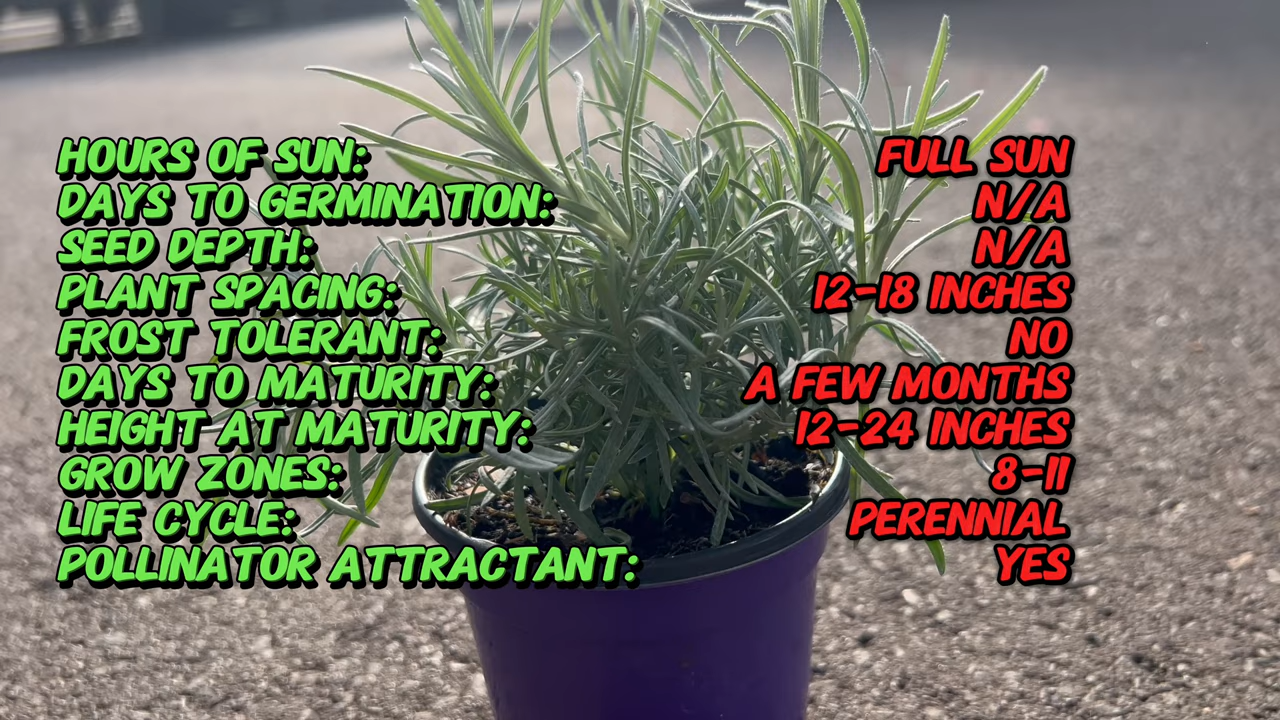 HOURS OF SUN: FULL SUN
DAYS TO GERMINATION: N/A
SEED DEPTH: N/A
PLANT SPACING: 12-18 INCHES
FROST TOLERANT: NO
DAYS TO MATURITY: A FEW MONTHS
HEIGHT AT MATURITY: 12-24 INCHES
GROW ZONES: 8-11
LIFE CYCLE: PERENNIAL
POLLINATOR ATTRACTANT: YES